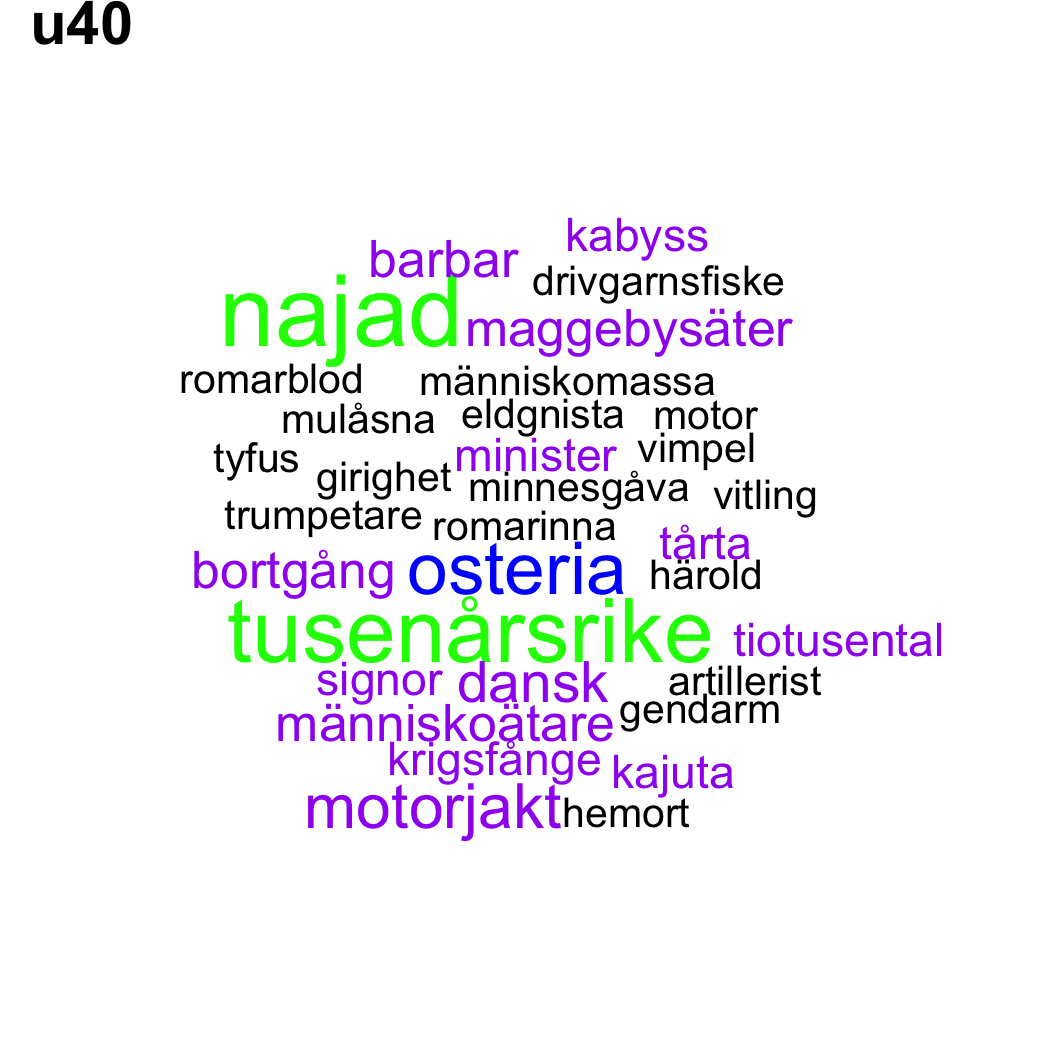 u40
kabyss
barbar
drivgarnsfiske
najad maggebysäter
romarblod människomassa
mulåsna eldgnista motor
tyfus minister vimpel
girighet minnesgåva vitling
trumpetare romarinna
tårta
bortgång osteria härold
tusenårsrike tiotusental
signor dansk artillerist
människoätare gendarm
krigsfånge kajuta
motorjakt hemort